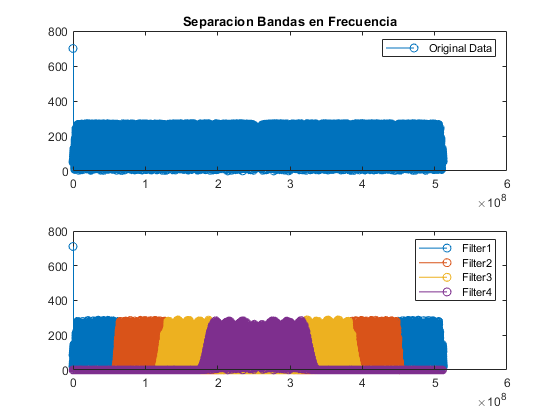 Separacion Bandas en Frecuencia
800
600
400
200
0
Original Data
0 1 2 3 4 5 6
×10^8
800
600
400
200
0
Filter1
Filter2
Filter3
Filter4
0 1 2 3 4 5 6
×10^8